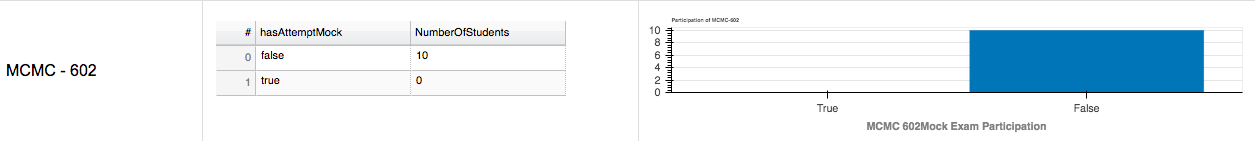 MCMC - 602
# hasAttemptMock NumberOfStudents
0 false 10
1 true 0
Participation of MCMC-602
10
8
6
4
2
0
True False
MCMC 602Mock Exam Participation